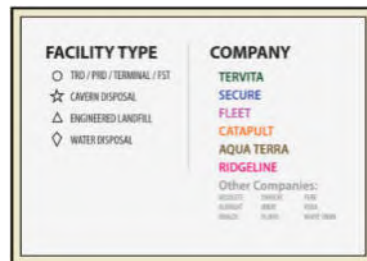 FACILITY TYPE
TRD / PRD / TERMINAL / FST
CAVERN DISPOSAL
ENGINEERED LANDFILL
WATER DISPOSAL
COMPANY
TERVITA
SECURE
FLEET
CATAPULT
AQUA TERRA
RIDGELINE
Other Companies: